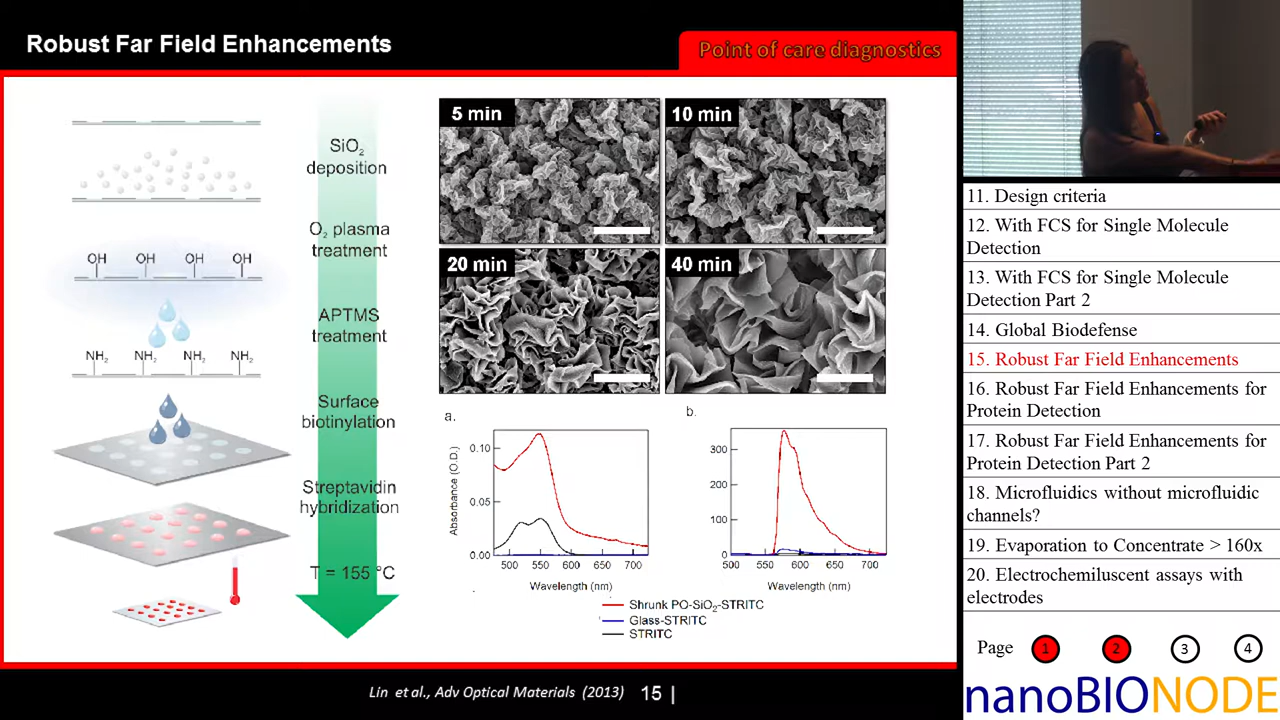 Robust Far Field Enhancements
Point of care diagnostics
SiO2
deposition
O2 plasma
treatment
OH OH OH OH
APTMS
treatment
NH2 NH2 NH2 NH2
Surface
biotinylation
Streptavidin
hybridization
T = 155 °C
5 min
10 min
20 min
40 min
a.
b.
Absorbance (O.D.)
0.10
0.05
0.00
500 550 600 650 700
Wavelength (nm)
300
200
100
0
500 550 600 650 700
Wavelength (nm)
Shrunk PO-SiO2-STRITC
Glass-STRITC
STRITC
Lin et al., Adv Optical Materials (2013)
15 |
11. Design criteria
12. With FCS for Single Molecule
Detection
13. With FCS for Single Molecule
Detection Part 2
14. Global Biodefense
15. Robust Far Field Enhancements
16. Robust Far Field Enhancements for
Protein Detection
17. Robust Far Field Enhancements for
Protein Detection Part 2
18. Microfluidics without microfluidic
channels?
19. Evaporation to Concentrate > 160x
20. Electrochemiluscent assays with
electrodes
Page 1 2 3 4
nanoBIONODE